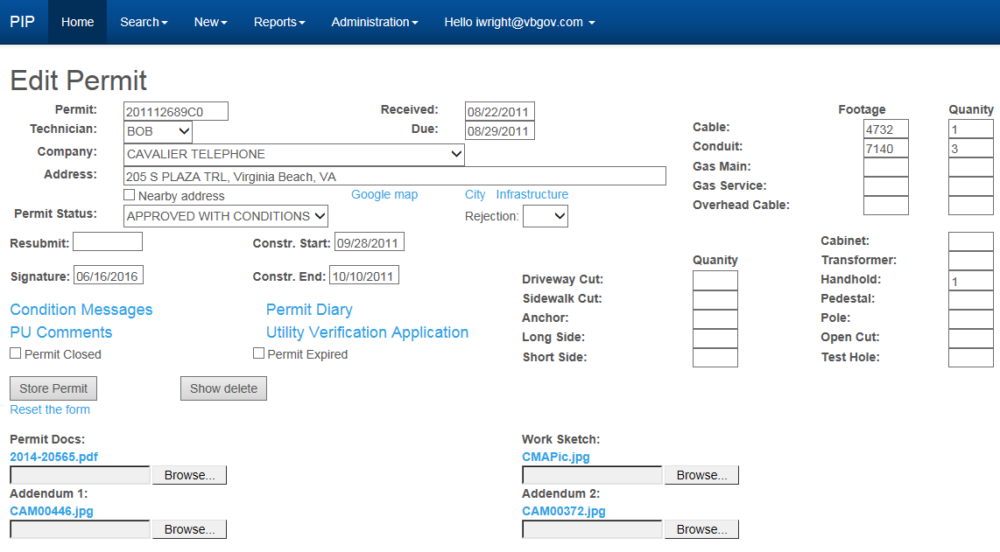 PIP Home Search New Reports Administration Hello iwright@vbgov.com
Edit Permit
Permit: 201112689C0 Received: 08/22/2011 Footage Quanity
Technician: BOB Due: 08/29/2011 Cable: 4732 1
Company: CAVALIER TELEPHONE Conduit: 7140 3
Address: 205 S PLAZA TRL, Virginia Beach, VA Gas Main:
Nearby address Google map City Infrastructure Gas Service:
Permit Status: APPROVED WITH CONDITIONS Rejection: Overhead Cable:
Resubmit: Constr. Start: 09/28/2011 Cabinet:
Quanity Transformer:
Signature: 06/16/2016 Constr. End: 10/10/2011 Driveway Cut: Handhold: 1
Sidewalk Cut: Pedestal:
Condition Messages Permit Diary Anchor: Pole:
PU Comments Utility Verification Application Long Side: Open Cut:
Permit Closed Permit Expired Short Side: Test Hole:
Store Permit Show delete
Reset the form
Permit Docs: Work Sketch:
2014-20565.pdf CMAPic.jpg
Browse... Browse...
Addendum 1: Addendum 2:
CAM00446.jpg CAM00372.jpg
Browse... Browse...